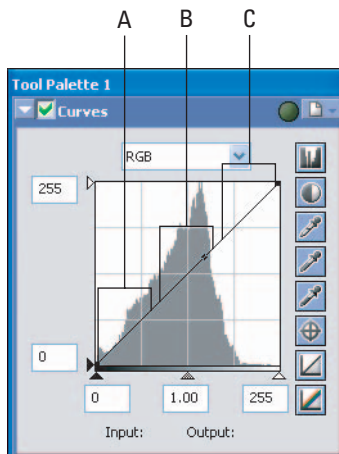 A B C
Tool Palette 1
Curves
RGB
255
0
0 1.00 255
Input: Output: